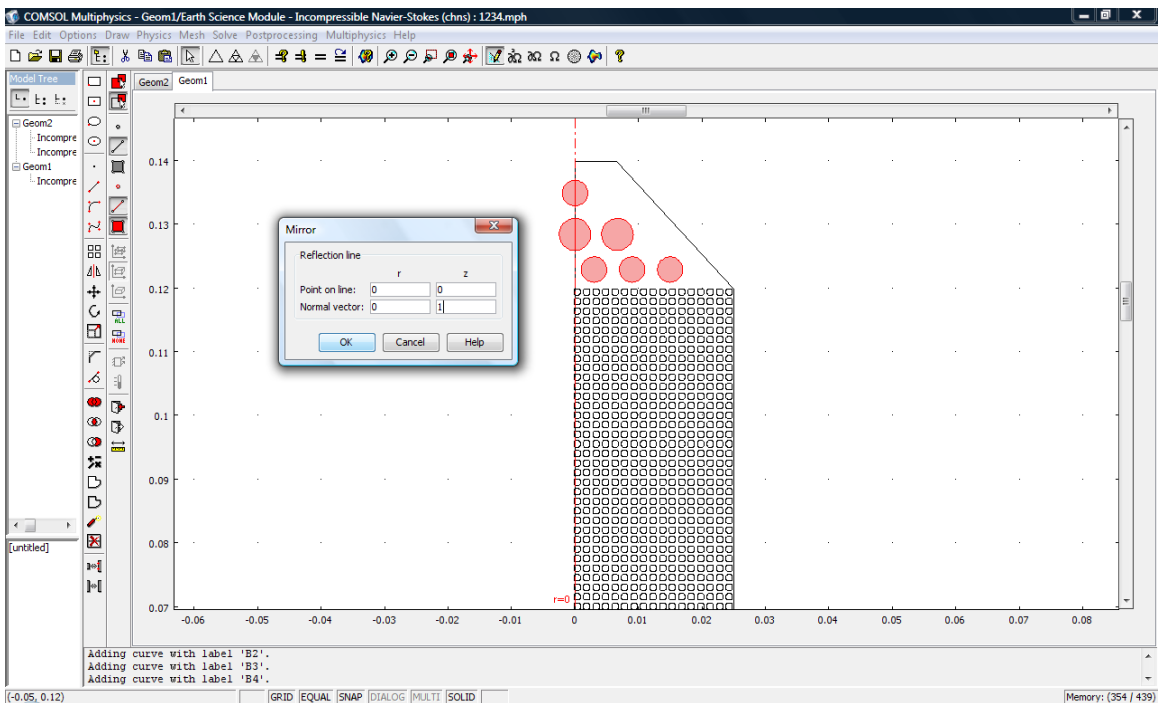 COMSOL Multiphysics - Geom1/Earth Science Module - Incompressible Navier-Stokes (chns) : 1234.mph
File Edit Options Draw Physics Mesh Solve Postprocessing Multiphysics Help
Model Tree
Geom2
Incompre
Incompre
Geom1
Incompre
[untitled]
ALL
NONE
Geom2 Geom1
0.14
0.13
0.12
0.11
0.1
0.09
0.08
0.07
r=0
-0.06 -0.05 -0.04 -0.03 -0.02 -0.01 0 0.01 0.02 0.03 0.04 0.05 0.06 0.07 0.08
Mirror
Reflection line
r z
Point on line: 0 0
Normal vector: 0 1
OK Cancel Help
Adding curve with label 'B2'.
Adding curve with label 'B3'.
Adding curve with label 'B4'.
(-0.05, 0.12) GRID EQUAL SNAP DIALOG MULTI SOLID Memory: (354 / 439)